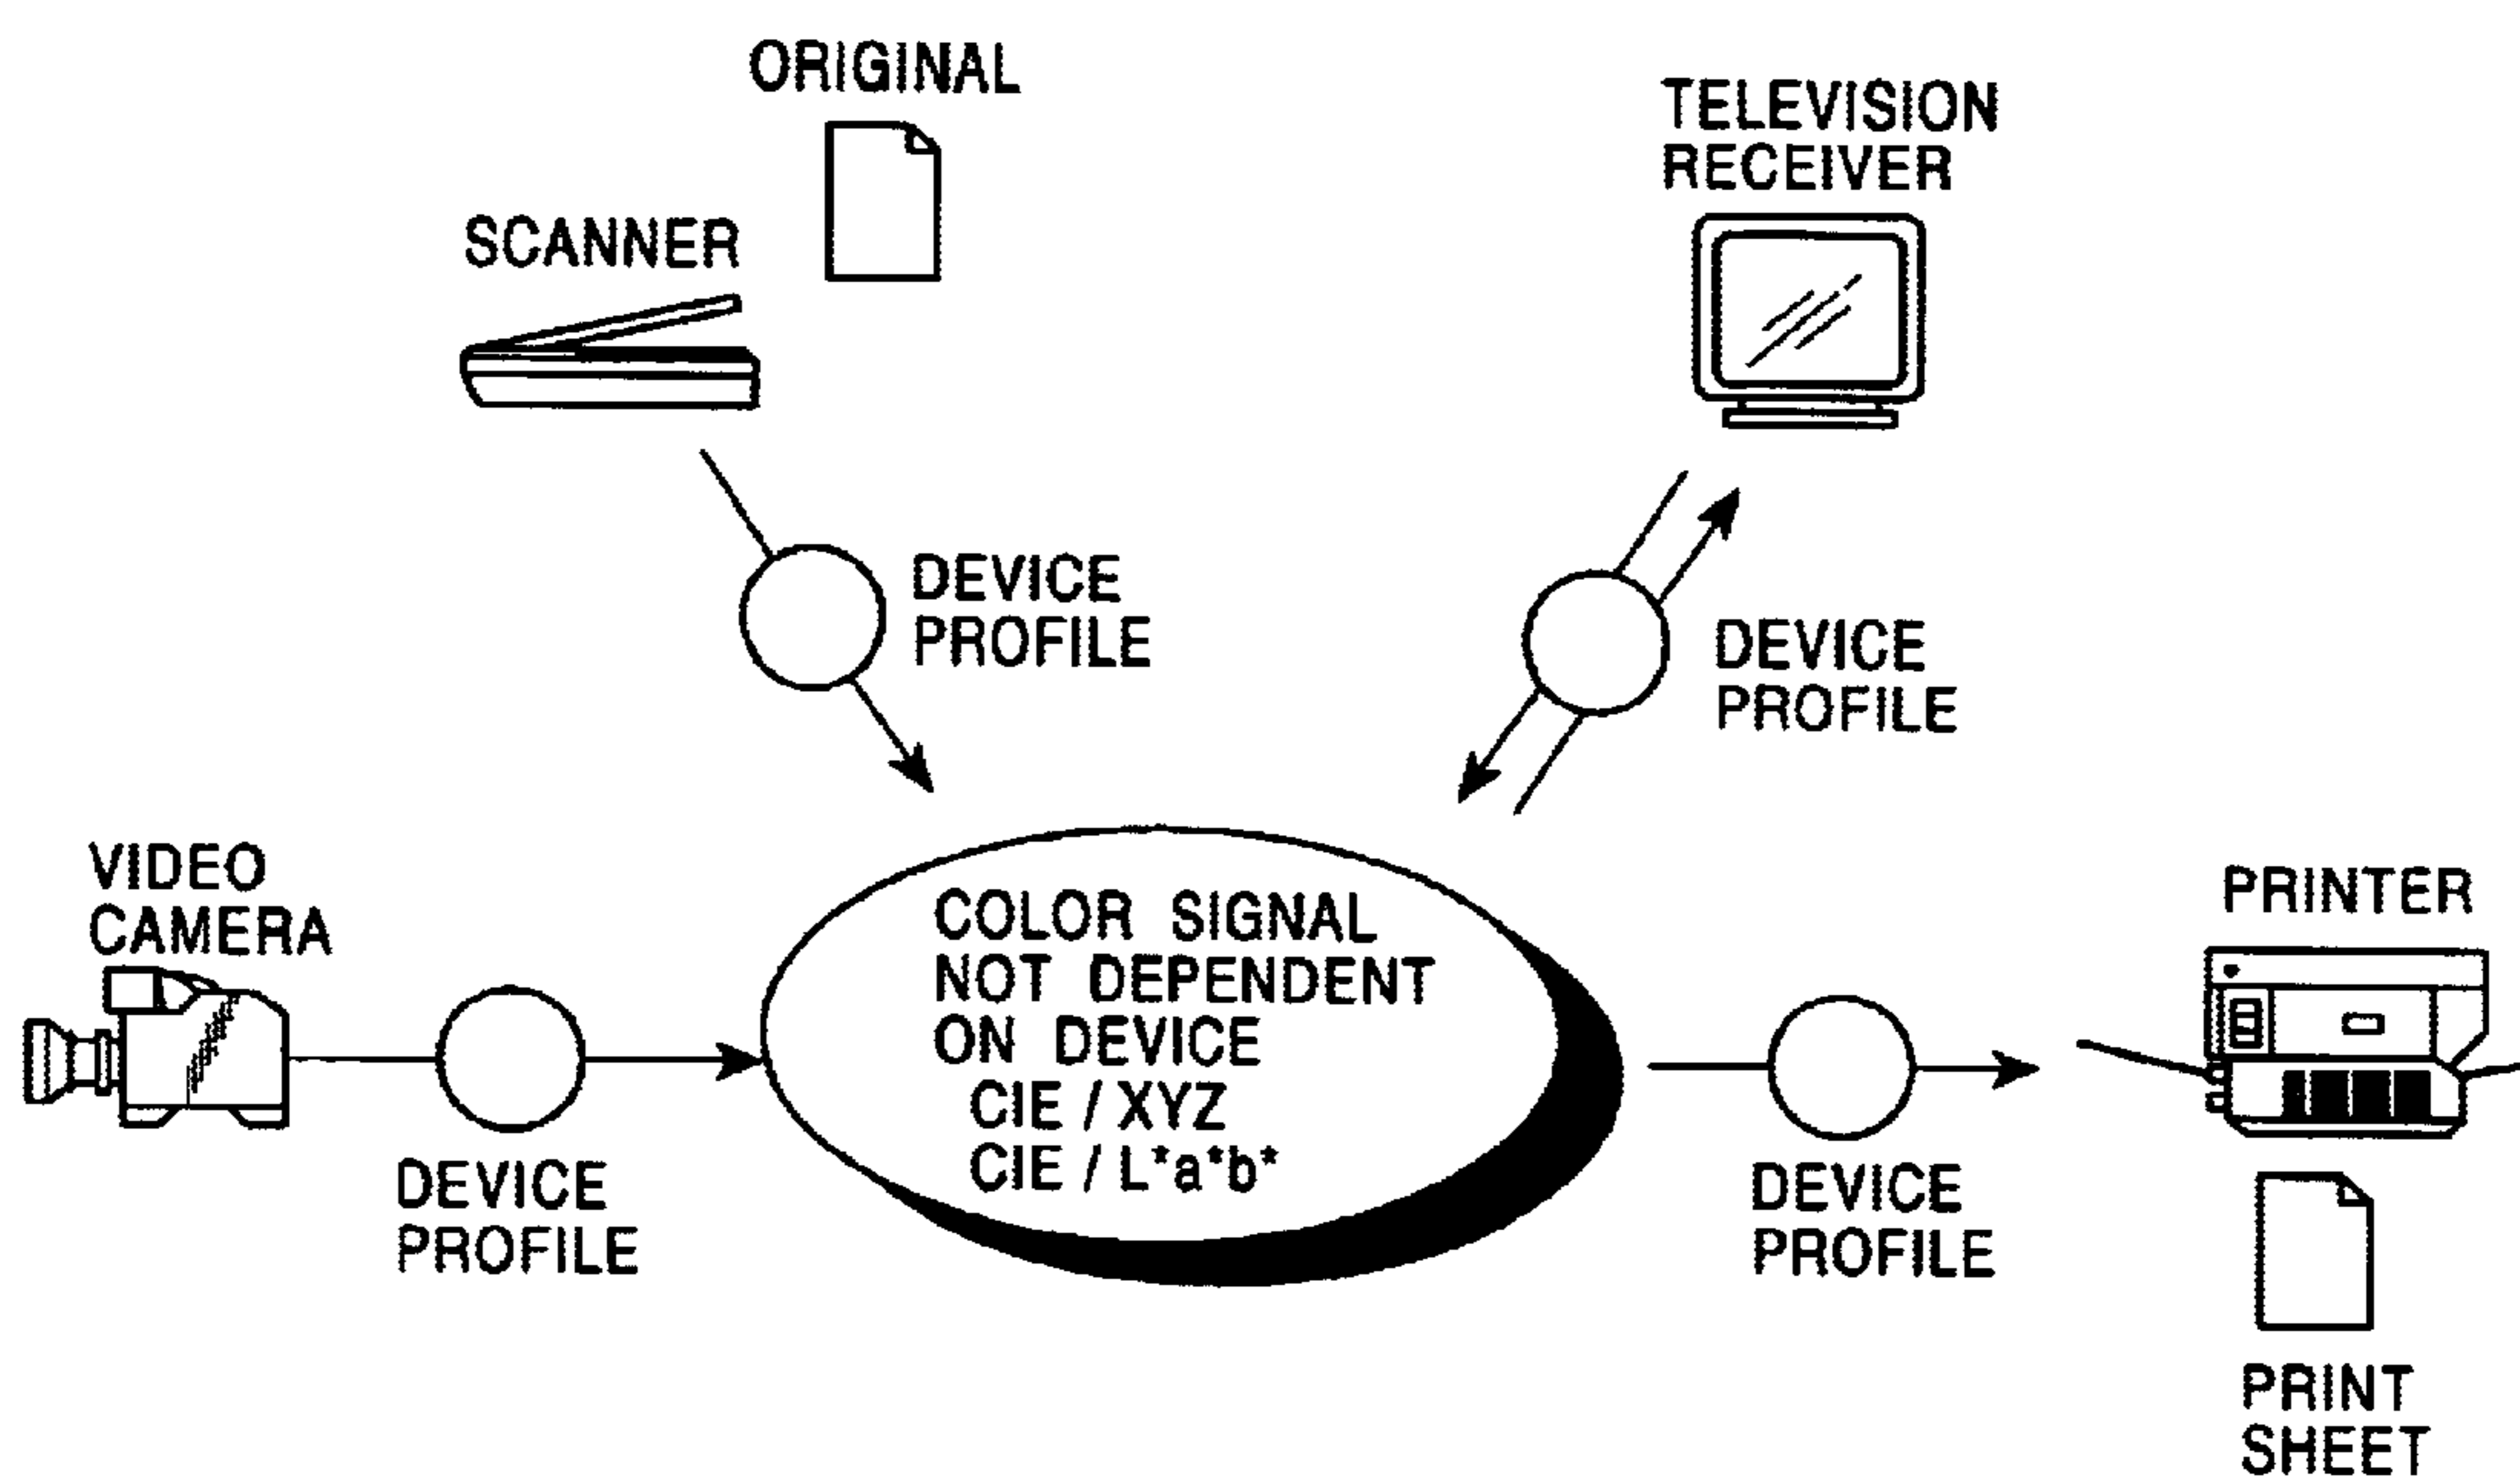 ORIGINAL
SCANNER
TELEVISION
RECEIVER
DEVICE
PROFILE
DEVICE
PROFILE
VIDEO
CAMERA
DEVICE
PROFILE
COLOR SIGNAL
NOT DEPENDENT
ON DEVICE
CIE / XYZ
CIE / L*a*b*
DEVICE
PROFILE
PRINTER
PRINT
SHEET